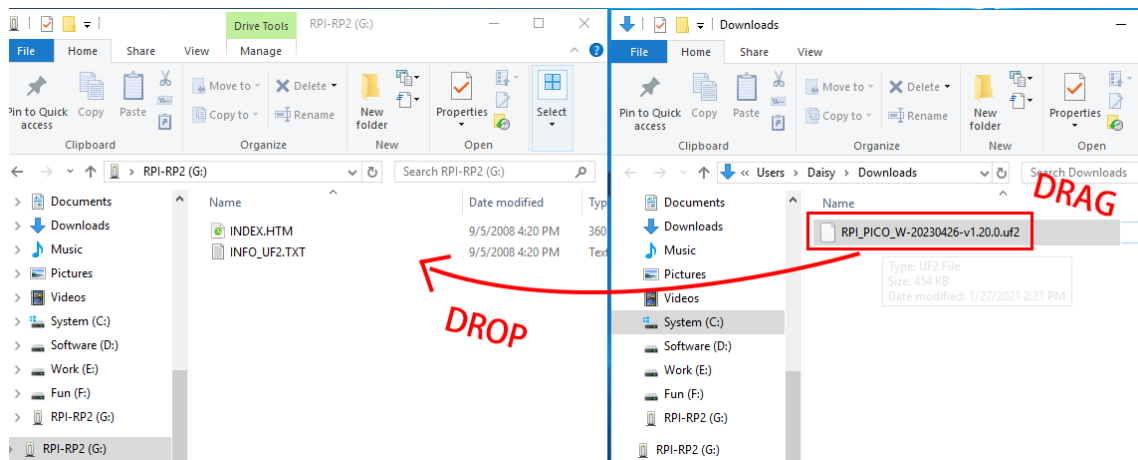 RPI-RP2 (G:)
Drive Tools
File Home Share View Manage
Pin to Quick access
Copy
Paste
Clipboard
Move to
Copy to
Delete
Rename
Organize
New folder
New
Properties
Open
Select
RPI-RP2 (G:)
Search RPI-RP2 (G:)
Documents
Downloads
Music
Pictures
Videos
System (C:)
Software (D:)
Work (E:)
Fun (F:)
RPI-RP2 (G:)
RPI-RP2 (G:)
Name Date modified Typ
INDEX.HTM 9/5/2008 4:20 PM 360
INFO_UF2.TXT 9/5/2008 4:20 PM Text
DROP
Downloads
File Home Share View
Pin to Quick access
Copy
Paste
Clipboard
Move to
Copy to
Delete
Rename
Organize
New folder
New
Properties
Open
« Users Daisy Downloads
Search Downloads
DRAG
Documents
Downloads
Music
Pictures
Videos
System (C:)
Software (D:)
Work (E:)
Fun (F:)
RPI-RP2 (G:)
RPI-RP2 (G:)
Name
RPI_PICO_W-20230426-v1.20.0.uf2
Type: UF2 File
Size: 454 KB
Date modified: 1/27/2021 2:21 PM